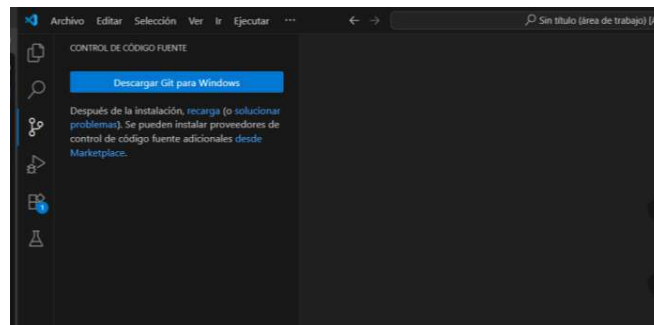 Archivo Editar Selección Ver Ir Ejecutar ···
Sin título (área de trabajo)
CONTROL DE CÓDIGO FUENTE
Descargar Git para Windows
Después de la instalación, recarga (o solucionar
problemas). Se pueden instalar proveedores de
control de código fuente adicionales desde
Marketplace.
1